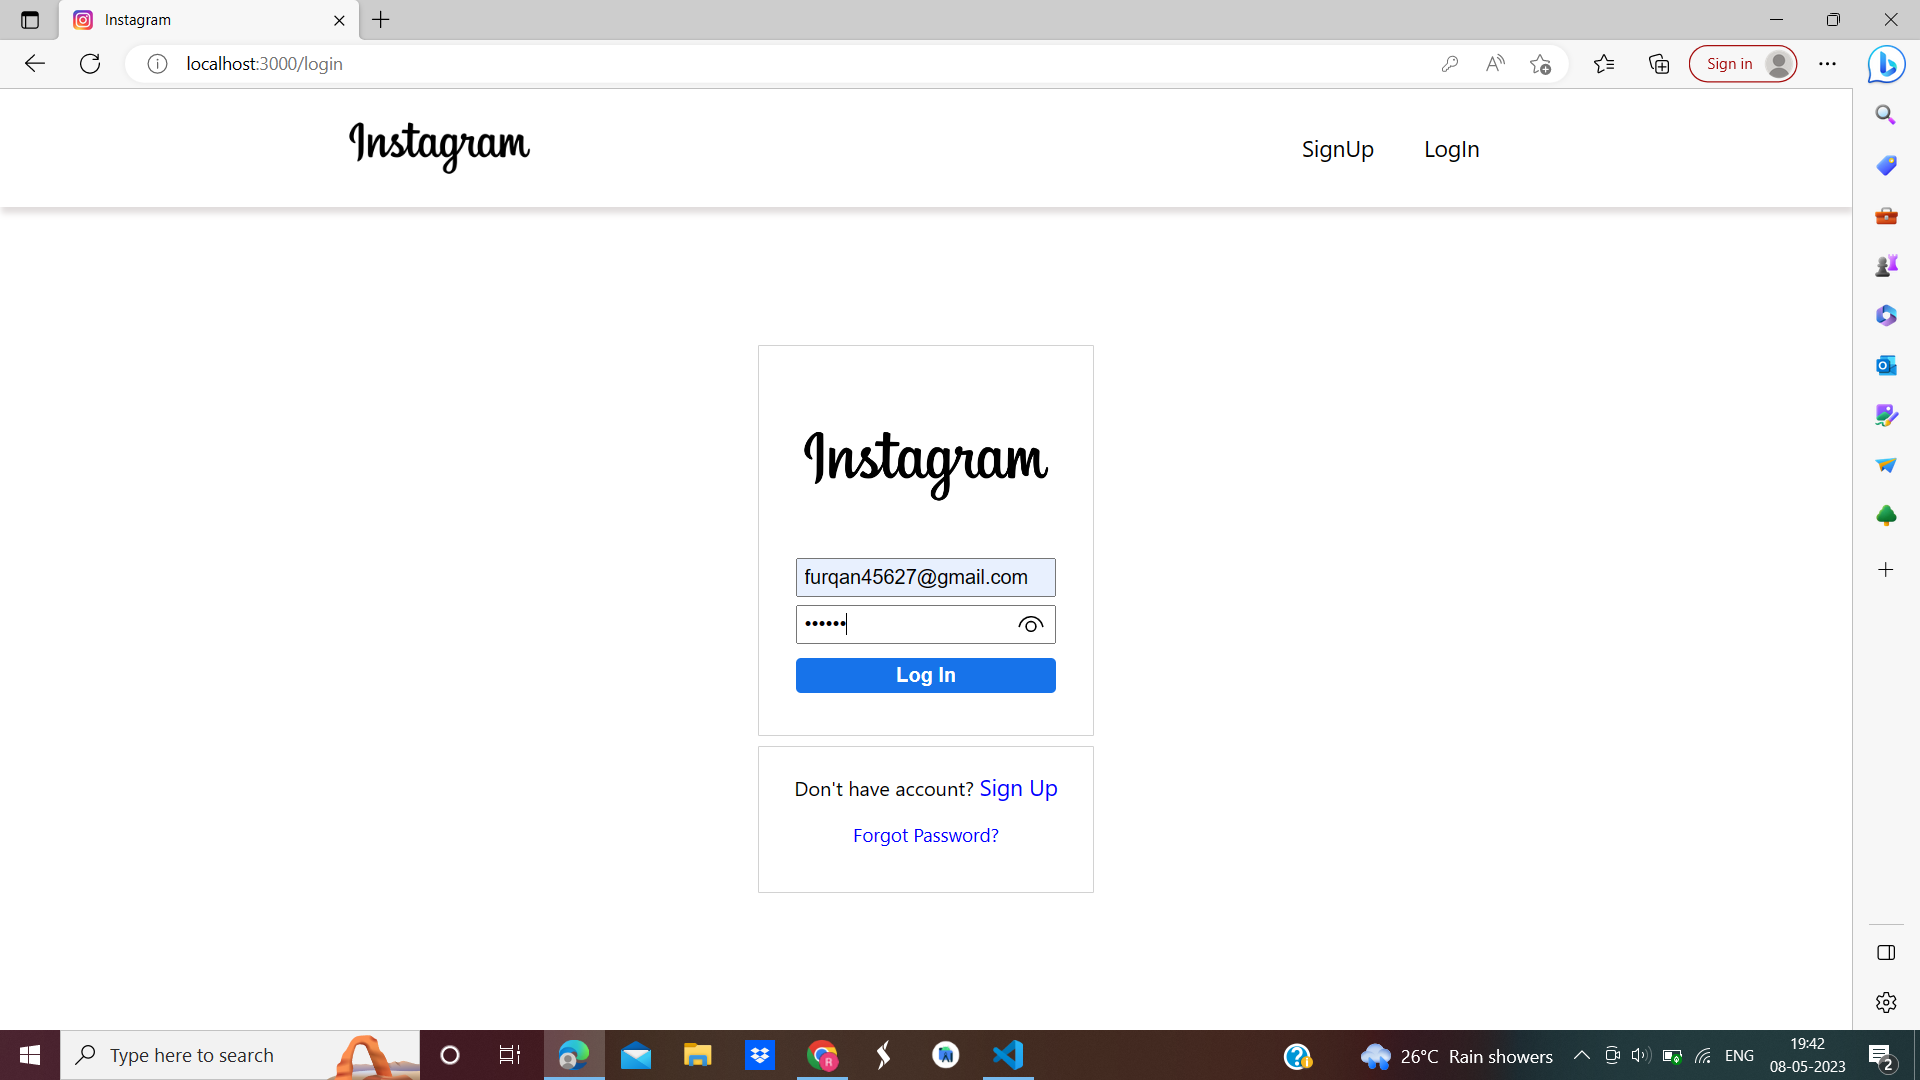 Instagram
localhost:3000/login
Sign in
Instagram
SignUp
LogIn
Instagram
furqan45627@gmail.com
••••••
Log In
Don't have account? Sign Up
Forgot Password?
Type here to search
26°C Rain showers
ENG
19:42
08-05-2023
2